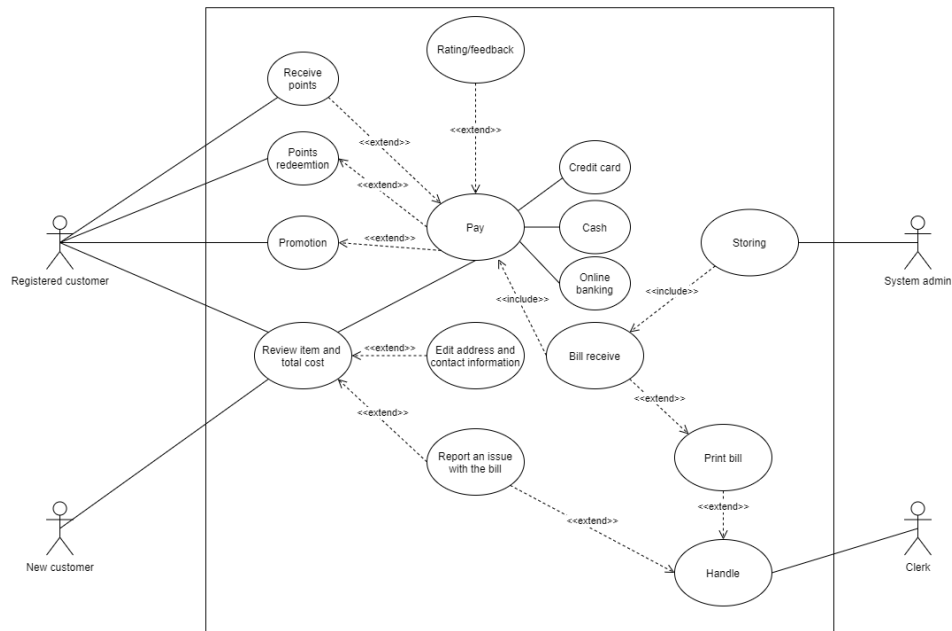 Rating/feedback
Receive
points
<<extend>>
<<extend>>
Points
redeemtion
<<extend>>
Credit card
Pay
Cash
Promotion
<<extend>>
Storing
Registered customer
System admin
Online
banking
<<include>>
<<include>>
Review item and
total cost
<<extend>>
Edit address and
contact information
Bill receive
<<extend>>
<<extend>>
Report an issue
with the bill
Print bill
<<extend>>
<<extend>>
New customer
Handle
Clerk